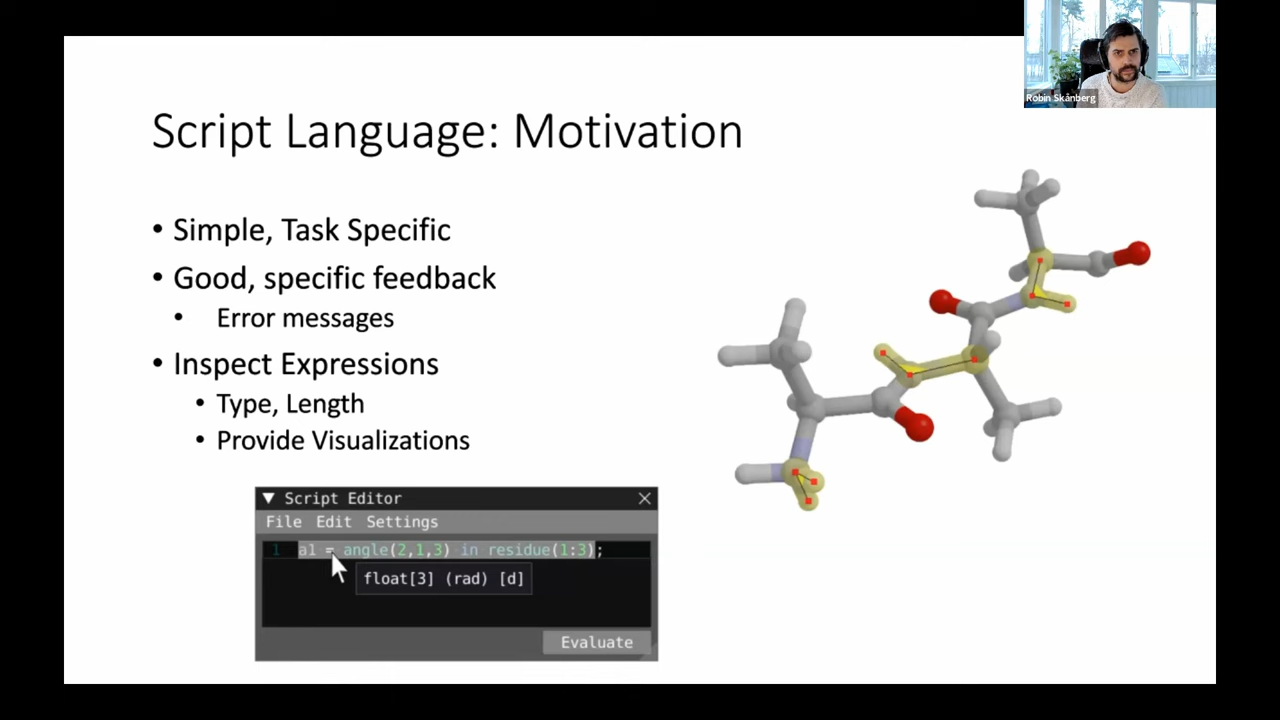 Robin Skånberg
Script Language: Motivation
• Simple, Task Specific
• Good, specific feedback
• Error messages
• Inspect Expressions
• Type, Length
• Provide Visualizations
Script Editor
File Edit Settings
1 a1 = angle(2,1,3) in residue(1:3);
float[3] (rad) [d]
Evaluate